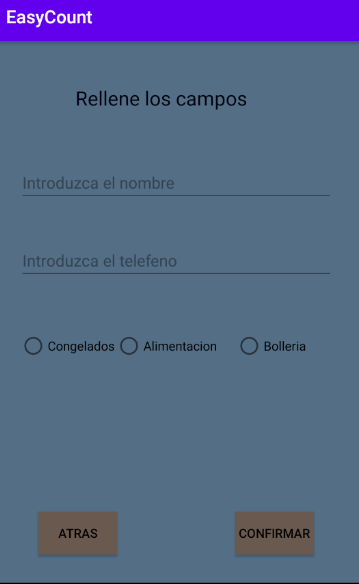 EasyCount
Rellene los campos
Introduzca el nombre
Introduzca el telefeno
Congelados Alimentacion Bolleria
ATRAS CONFIRMAR